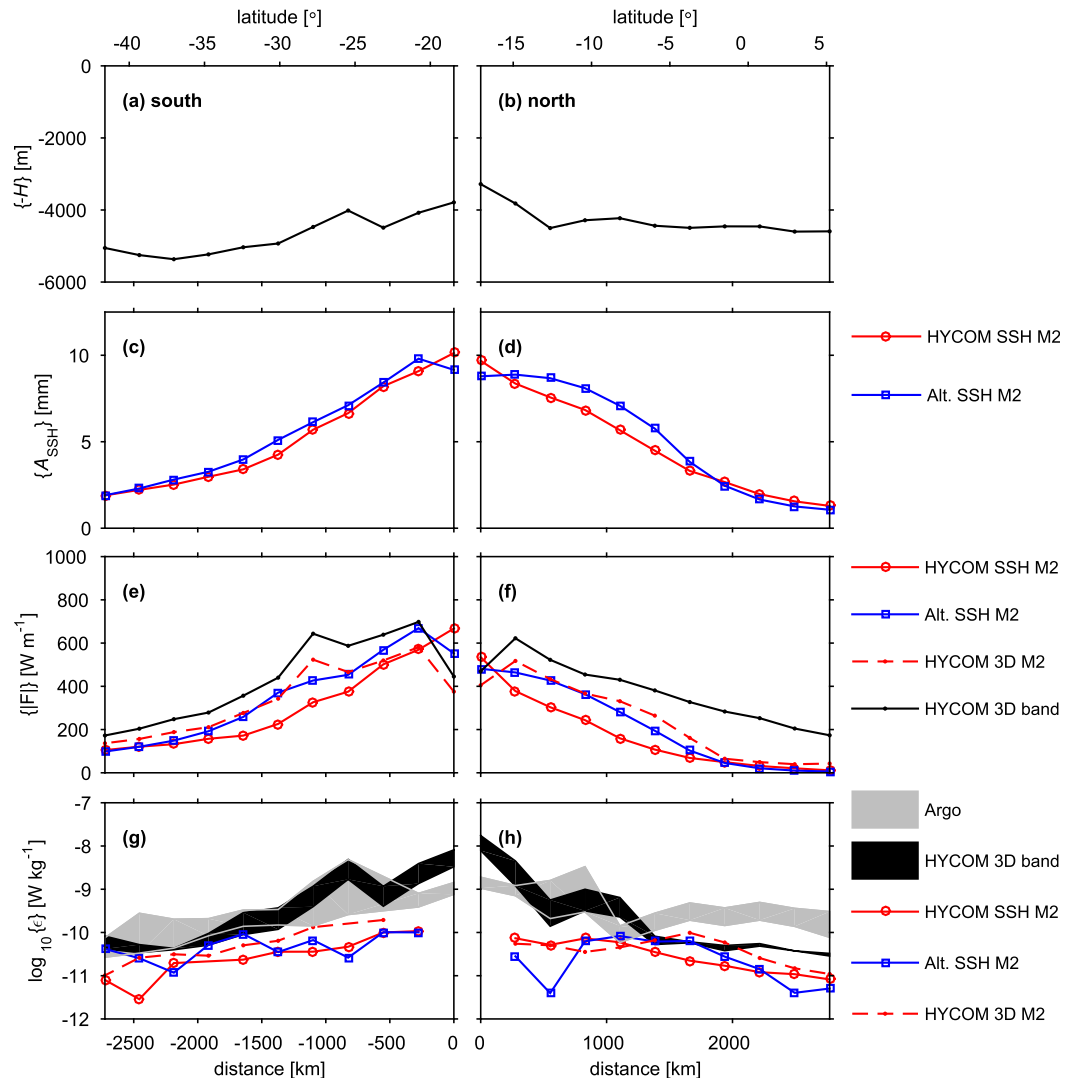 latitude [°]
latitude [°]
-40 -35 -30 -25 -20
-15 -10 -5 0 5
(a) south
(b) north
0
-2000
-4000
-6000
{-H} [m]
(c)
(d)
10
5
0
{A_SSH} [mm]
HYCOM SSH M2
Alt. SSH M2
(e)
(f)
1000
800
600
400
200
0
{|F|} [W m⁻¹]
HYCOM SSH M2
Alt. SSH M2
HYCOM 3D M2
HYCOM 3D band
(g)
(h)
-7
-8
-9
-10
-11
-12
log₁₀{ϵ} [W kg⁻¹]
Argo
HYCOM 3D band
HYCOM SSH M2
Alt. SSH M2
HYCOM 3D M2
-2500 -2000 -1500 -1000 -500 0
0 1000 2000
distance [km]
distance [km]